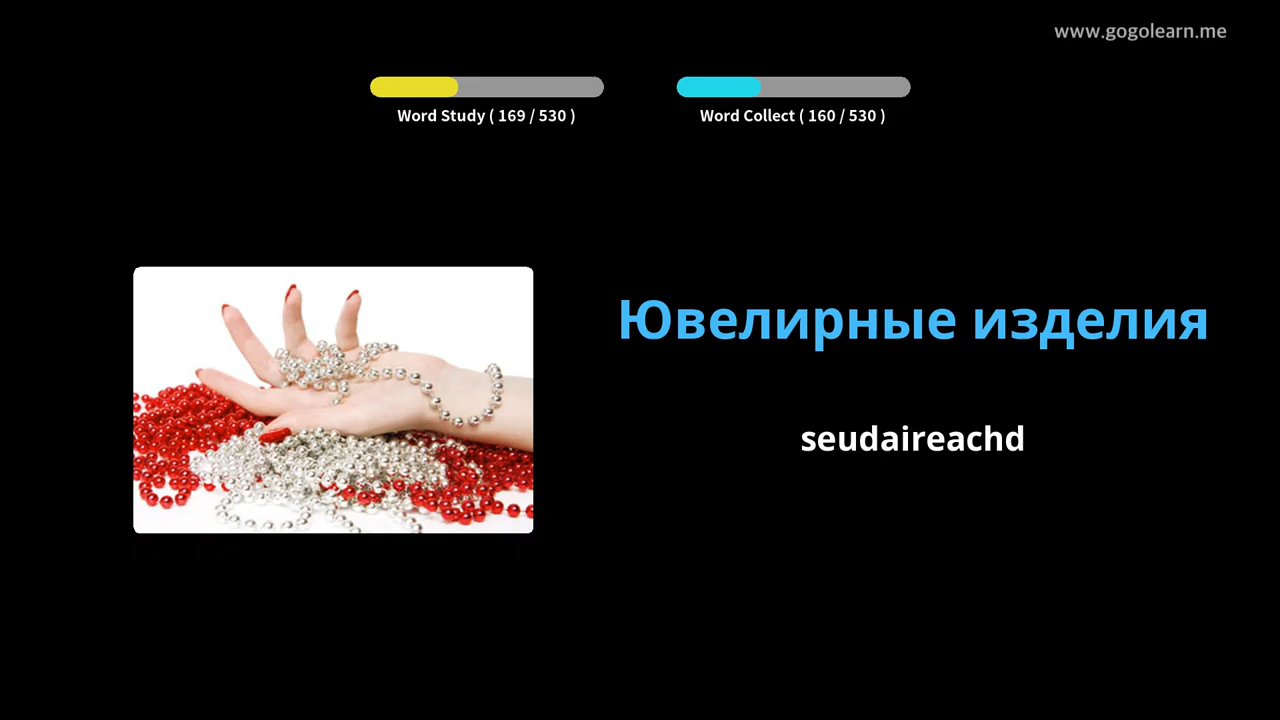 www.gogolearn.me
Word Study ( 169 / 530 )
Word Collect ( 160 / 530 )
Ювелирные изделия
seudaireachd